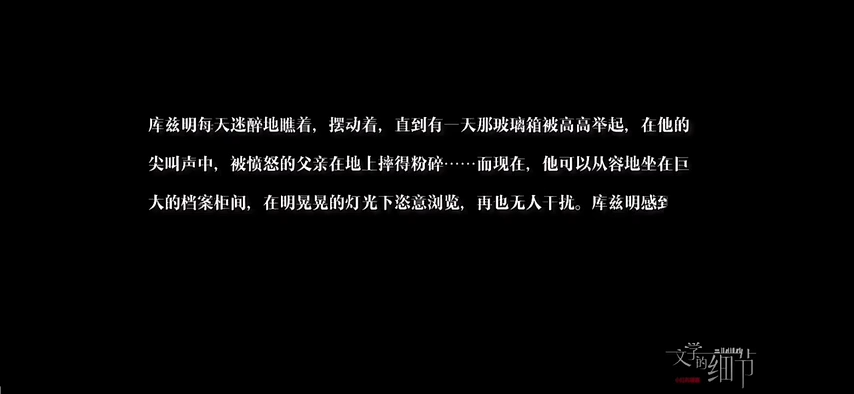 库兹明每天迷醉地瞧着，摆动着，直到有一天那玻璃箱被高高举起，在他的
尖叫声中，被愤怒的父亲在地上摔得粉碎……而现在，他可以从容地坐在巨
大的档案柜间，在明晃晃的灯光下恣意浏览，再也无人干扰。库兹明感到
文学的
细节